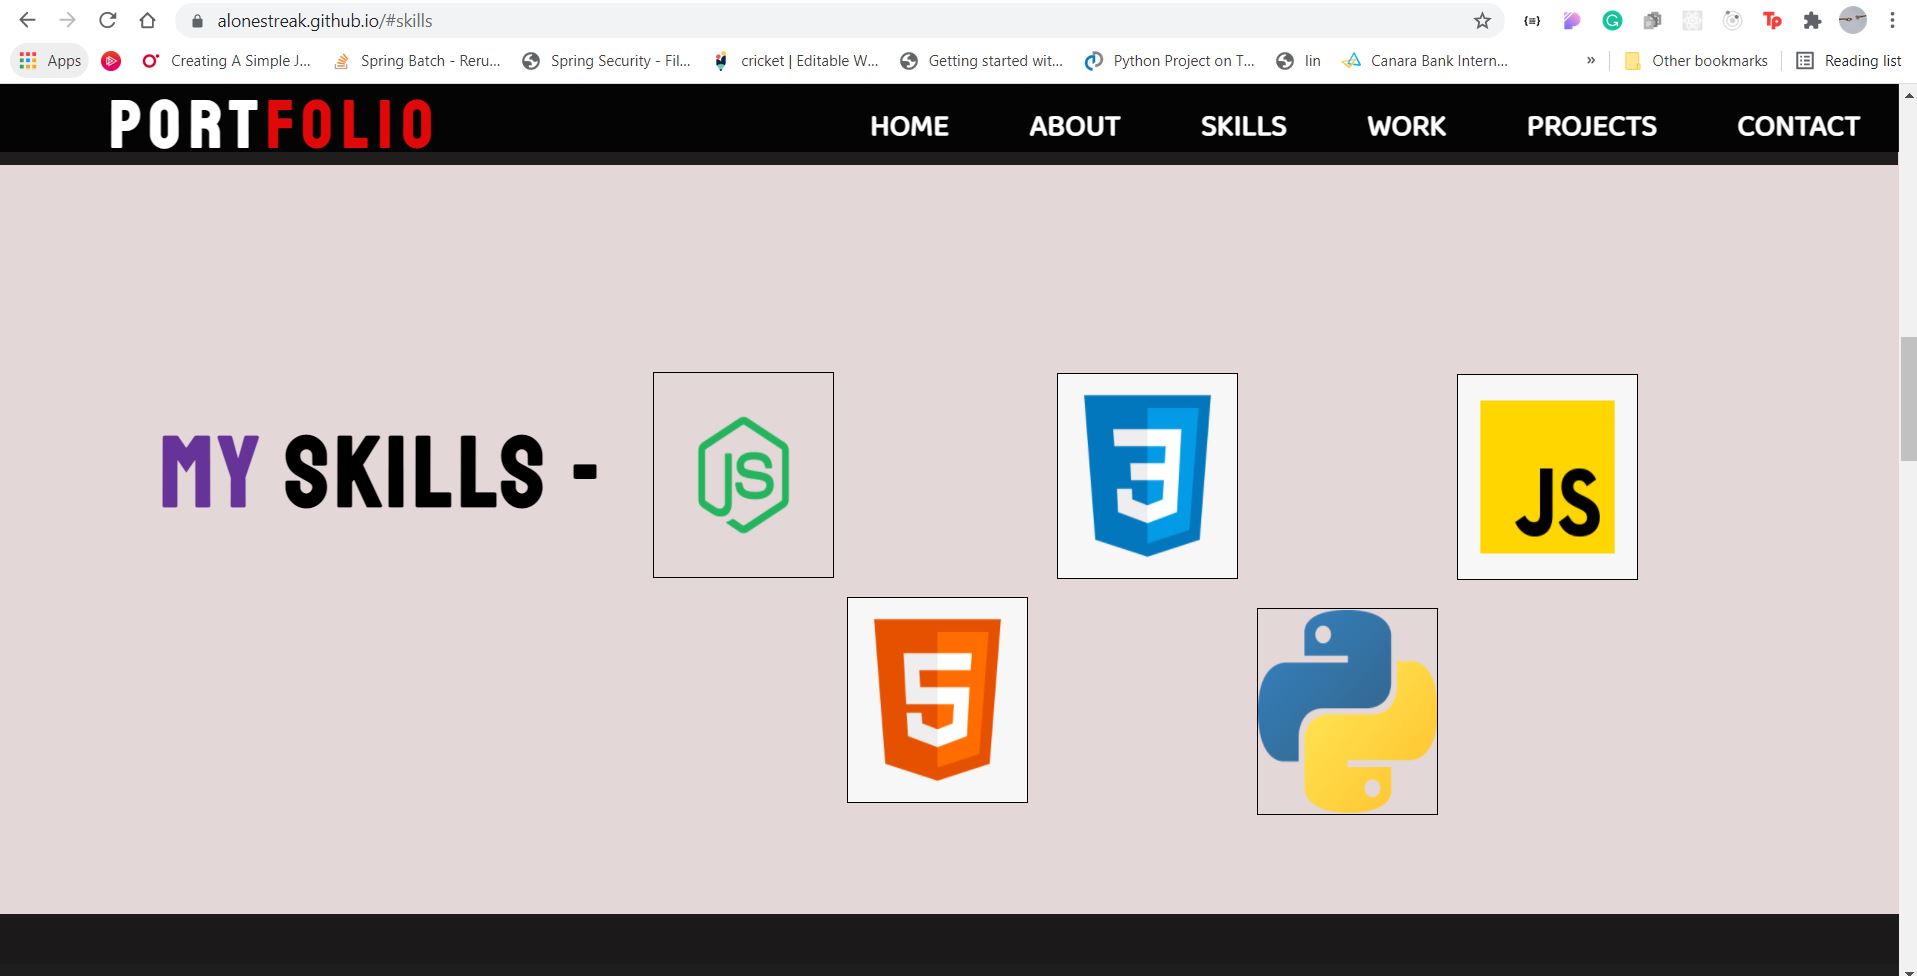 alonestreak.github.io/#skills
Apps
Creating A Simple J...
Spring Batch - Reru...
Spring Security - Fil...
cricket | Editable W...
Getting started wit...
Python Project on T...
lin
Canara Bank Intern...
»
Other bookmarks
Reading list
PORTFOLIO
HOME ABOUT SKILLS WORK PROJECTS CONTACT
MY SKILLS -
JS
3
JS
5